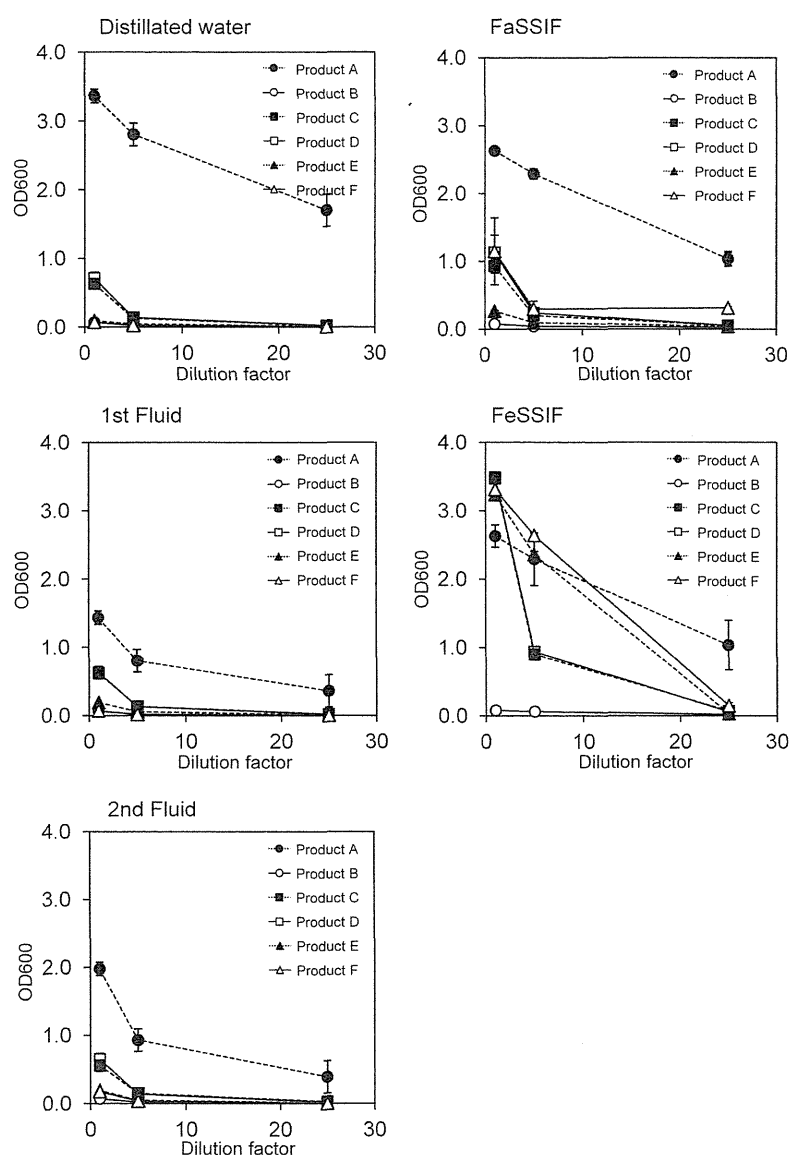 Distillated water
4.0
3.0
2.0
1.0
0.0
OD600
Product A
Product B
Product C
Product D
Product E
Product F
0 10 20 30
Dilution factor
FaSSIF
4.0
3.0
2.0
1.0
0.0
OD600
Product A
Product B
Product C
Product D
Product E
Product F
0 10 20 30
Dilution factor
1st Fluid
4.0
3.0
2.0
1.0
0.0
OD600
Product A
Product B
Product C
Product D
Product E
Product F
0 10 20 30
Dilution factor
FeSSIF
4.0
3.0
2.0
1.0
0.0
OD600
Product A
Product B
Product C
Product D
Product E
Product F
0 10 20 30
Dilution factor
2nd Fluid
4.0
3.0
2.0
1.0
0.0
OD600
Product A
Product B
Product C
Product D
Product E
Product F
0 10 20 30
Dilution factor